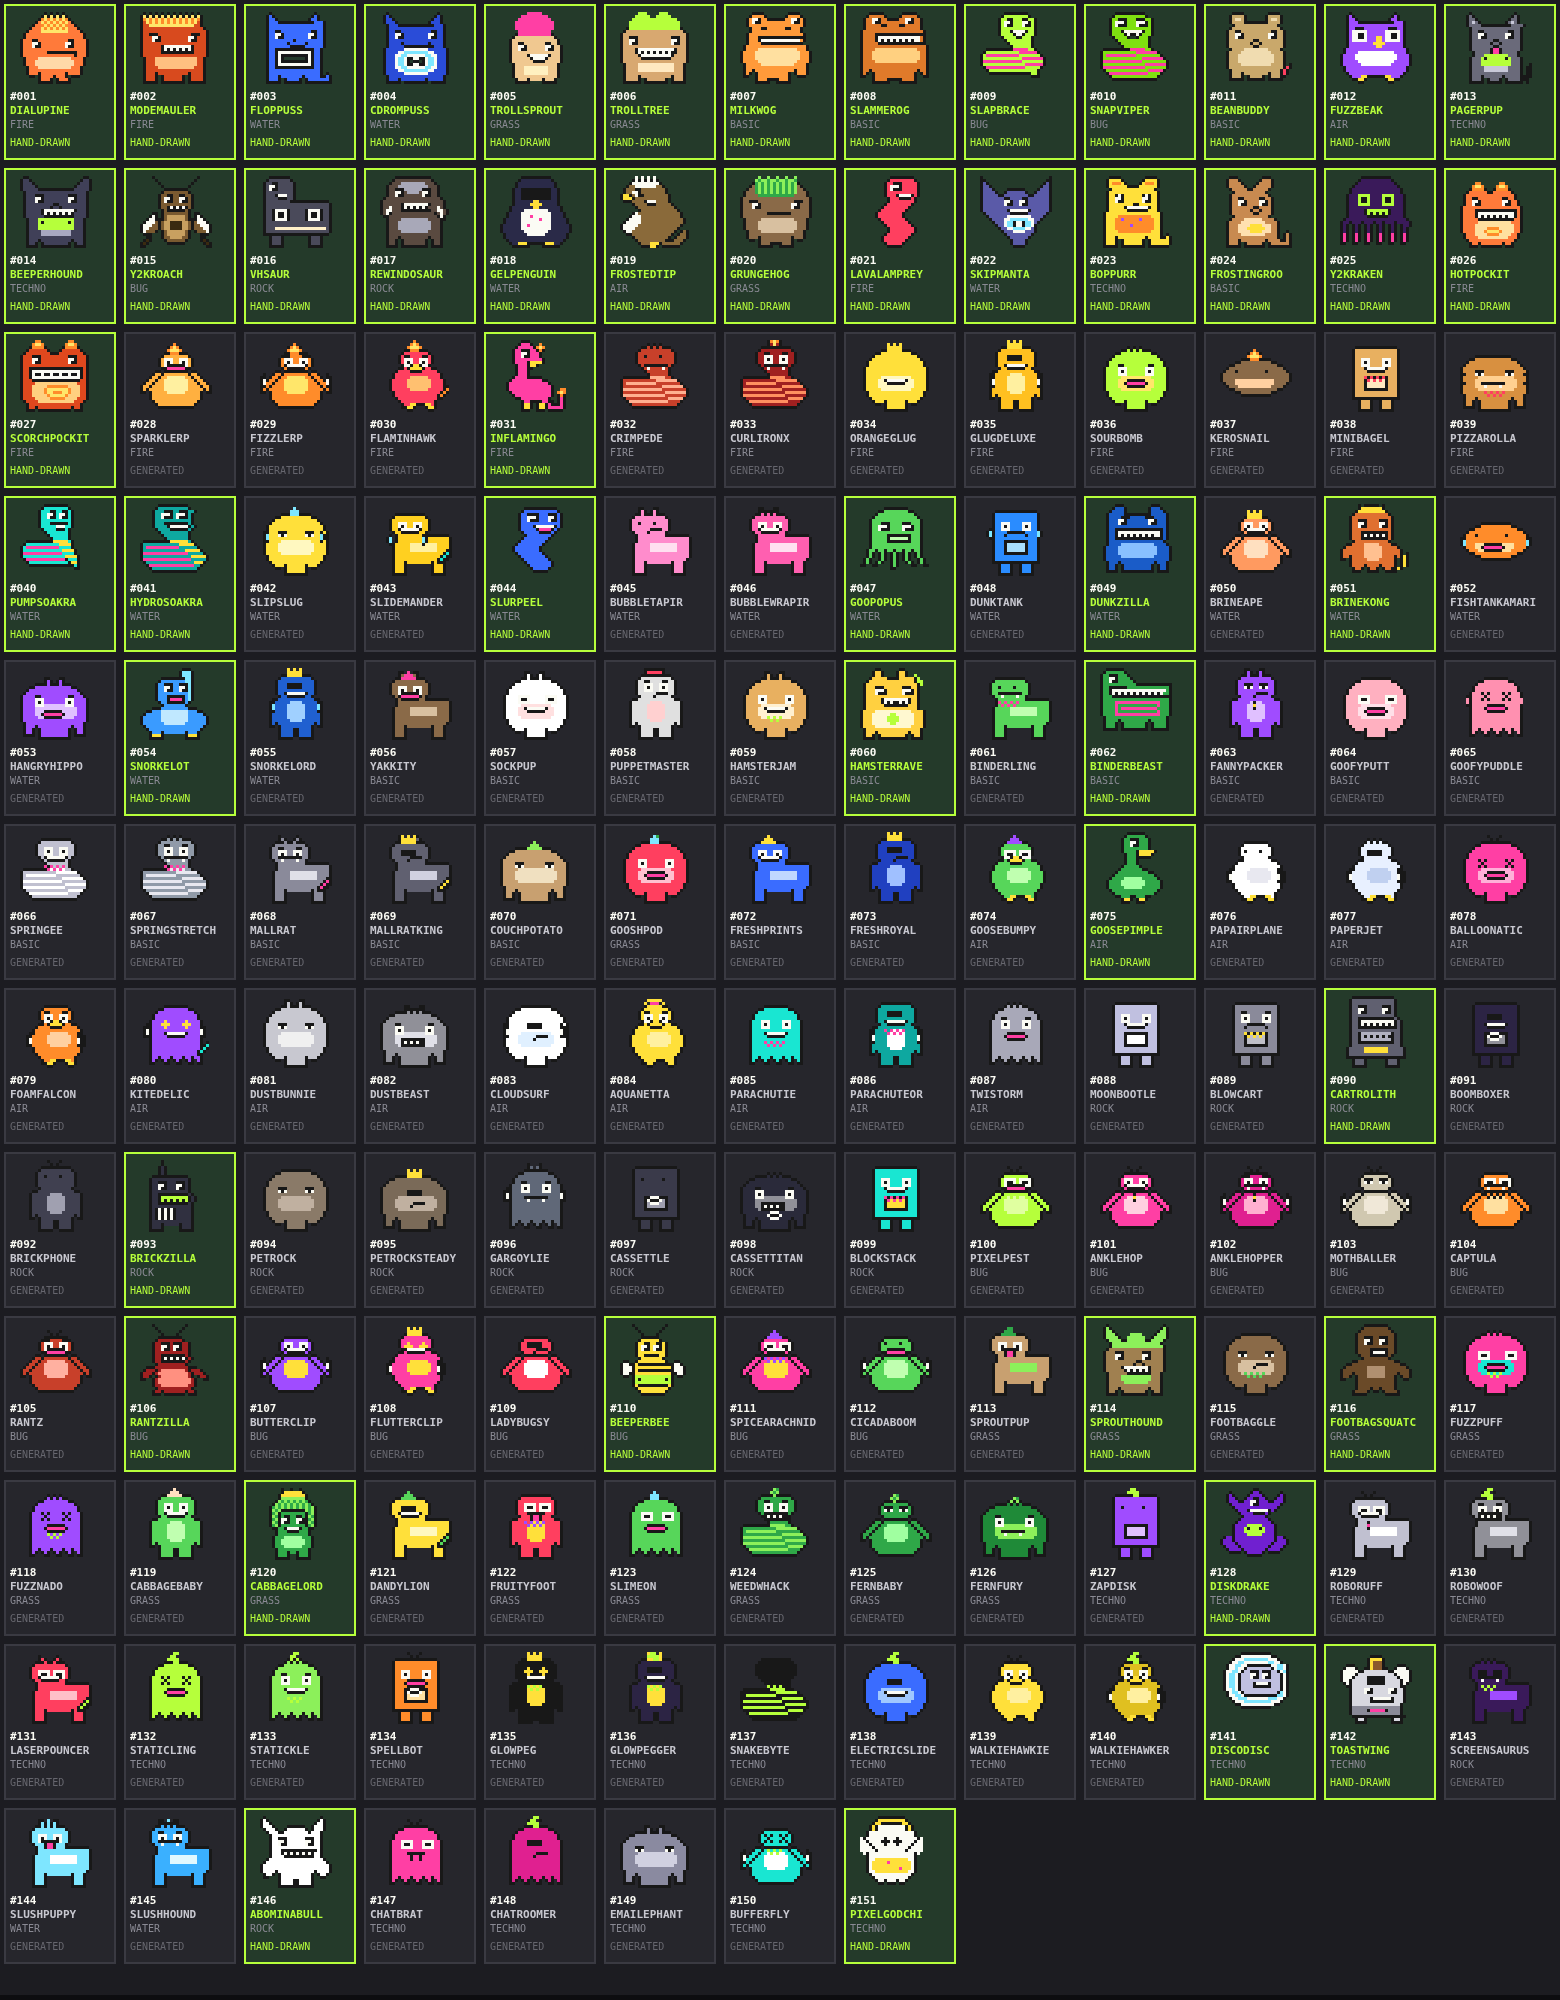 #001 #002 #003 #004 #005 #006 #007 #008 #009 #010 #011 #012 #013
DIALUPINE MODEMAULER FLOPPUSS CDROMPUSS TROLLSPROUT TROLLTREE MILKWOG SLAMMEROG SLAPBRACE SNAPVIPER BEANBUDDY FUZZBEAK PAGERPUP
FIRE FIRE WATER WATER GRASS GRASS BASIC BASIC BUG BUG BASIC AIR TECHNO
HAND-DRAWN HAND-DRAWN HAND-DRAWN HAND-DRAWN HAND-DRAWN HAND-DRAWN HAND-DRAWN HAND-DRAWN HAND-DRAWN HAND-DRAWN HAND-DRAWN HAND-DRAWN HAND-DRAWN
#014 #015 #016 #017 #018 #019 #020 #021 #022 #023 #024 #025 #026
BEEPERHOUND Y2KROACH VHSAUR REWINDOSAUR GELPENGUIN FROSTEDTIP GRUNGEHOG LAVALAMPREY SKIPMANTA BOPPURR FROSTINGROO Y2KRAKEN HOTPOCKIT
TECHNO BUG ROCK ROCK WATER AIR GRASS FIRE WATER TECHNO BASIC TECHNO FIRE
HAND-DRAWN HAND-DRAWN HAND-DRAWN HAND-DRAWN HAND-DRAWN HAND-DRAWN HAND-DRAWN HAND-DRAWN HAND-DRAWN HAND-DRAWN HAND-DRAWN HAND-DRAWN HAND-DRAWN
#027 #028 #029 #030 #031 #032 #033 #034 #035 #036 #037 #038 #039
SCORCHPOCKIT SPARKLERP FIZZLERP FLAMINHAWK INFLAMINGO CRIMPEDE CURLIRONX ORANGEGLUG GLUGDELUXE SOURBOMB KEROSNAIL MINIBAGEL PIZZAROLLA
FIRE FIRE FIRE FIRE FIRE FIRE FIRE FIRE FIRE FIRE FIRE FIRE FIRE
HAND-DRAWN GENERATED GENERATED GENERATED HAND-DRAWN GENERATED GENERATED GENERATED GENERATED GENERATED GENERATED GENERATED GENERATED
#040 #041 #042 #043 #044 #045 #046 #047 #048 #049 #050 #051 #052
PUMPSOAKRA HYDROSOAKRA SLIPSLUG SLIDEMANDER SLURPEEL BUBBLETAPIR BUBBLEWRAPIR GOOPOPUS DUNKTANK DUNKZILLA BRINEAPE BRINEKONG FISHTANKAMARI
WATER WATER WATER WATER WATER WATER WATER WATER WATER WATER WATER WATER WATER
HAND-DRAWN HAND-DRAWN GENERATED GENERATED HAND-DRAWN GENERATED GENERATED HAND-DRAWN GENERATED HAND-DRAWN GENERATED HAND-DRAWN GENERATED
#053 #054 #055 #056 #057 #058 #059 #060 #061 #062 #063 #064 #065
HANGRYHIPPO SNORKELOT SNORKELORD YAKKITY SOCKPUP PUPPETMASTER HAMSTERJAM HAMSTERRAVE BINDERLING BINDERBEAST FANNYPACKER GOOFYPUTT GOOFYPUDDLE
WATER WATER WATER BASIC BASIC BASIC BASIC BASIC BASIC BASIC BASIC BASIC BASIC
GENERATED HAND-DRAWN GENERATED GENERATED GENERATED GENERATED GENERATED HAND-DRAWN GENERATED HAND-DRAWN GENERATED GENERATED GENERATED
#066 #067 #068 #069 #070 #071 #072 #073 #074 #075 #076 #077 #078
SPRINGEE SPRINGSTRETCH MALLRAT MALLRATKING COUCHPOTATO GOOSHPOD FRESHPRINTS FRESHROYAL GOOSEBUMPY GOOSEPIMPLE PAPAIRPLANE PAPERJET BALLOONATIC
BASIC BASIC BASIC BASIC BASIC GRASS BASIC BASIC AIR AIR AIR AIR AIR
GENERATED GENERATED GENERATED GENERATED GENERATED GENERATED GENERATED GENERATED GENERATED HAND-DRAWN GENERATED GENERATED GENERATED
#079 #080 #081 #082 #083 #084 #085 #086 #087 #088 #089 #090 #091
FOAMFALCON KITEDELIC DUSTBUNNIE DUSTBEAST CLOUDSURF AQUANETTA PARACHUTIE PARACHUTEOR TWISTORM MOONBOOTLE BLOWCART CARTROLITH BOOMBOXER
AIR AIR AIR AIR AIR AIR AIR AIR AIR ROCK ROCK ROCK ROCK
GENERATED GENERATED GENERATED GENERATED GENERATED GENERATED GENERATED GENERATED GENERATED GENERATED GENERATED HAND-DRAWN GENERATED
#092 #093 #094 #095 #096 #097 #098 #099 #100 #101 #102 #103 #104
BRICKPHONE BRICKZILLA PETROCK PETROCKSTEADY GARGOYLIE CASSETTLE CASSETTITAN BLOCKSTACK PIXELPEST ANKLEHOP ANKLEHOPPER MOTHBALLER CAPTULA
ROCK ROCK ROCK ROCK ROCK ROCK ROCK ROCK BUG BUG BUG BUG BUG
GENERATED HAND-DRAWN GENERATED GENERATED GENERATED GENERATED GENERATED GENERATED GENERATED GENERATED GENERATED GENERATED GENERATED
#105 #106 #107 #108 #109 #110 #111 #112 #113 #114 #115 #116 #117
RANTZ RANTZILLA BUTTERCLIP FLUTTERCLIP LADYBUGSY BEEPERBEE SPICEARACHNID CICADABOOM SPROUTPUP SPROUTHOUND FOOTBAGGLE FOOTBAGSQUATC FUZZPUFF
BUG BUG BUG BUG BUG BUG BUG BUG GRASS GRASS GRASS GRASS GRASS
GENERATED HAND-DRAWN GENERATED GENERATED GENERATED HAND-DRAWN GENERATED GENERATED GENERATED HAND-DRAWN GENERATED HAND-DRAWN GENERATED
#118 #119 #120 #121 #122 #123 #124 #125 #126 #127 #128 #129 #130
FUZZNADO CABBAGEBABY CABBAGELORD DANDYLION FRUITYFOOT SLIMEON WEEDWHACK FERNBABY FERNFURY ZAPDISK DISKDRAKE ROBORUFF ROBOWOOF
GRASS GRASS GRASS GRASS GRASS GRASS GRASS GRASS GRASS TECHNO TECHNO TECHNO TECHNO
GENERATED GENERATED HAND-DRAWN GENERATED GENERATED GENERATED GENERATED GENERATED GENERATED GENERATED HAND-DRAWN GENERATED GENERATED
#131 #132 #133 #134 #135 #136 #137 #138 #139 #140 #141 #142 #143
LASERPOUNCER STATICLING STATICKLE SPELLBOT GLOWPEG GLOWPEGGER SNAKEBYTE ELECTRICSLIDE WALKIEHAWKIE WALKIEHAWKER DISCODISC TOASTWING SCREENSAURUS
TECHNO TECHNO TECHNO TECHNO TECHNO TECHNO TECHNO TECHNO TECHNO TECHNO TECHNO TECHNO ROCK
GENERATED GENERATED GENERATED GENERATED GENERATED GENERATED GENERATED GENERATED GENERATED GENERATED HAND-DRAWN HAND-DRAWN GENERATED
#144 #145 #146 #147 #148 #149 #150 #151
SLUSHPUPPY SLUSHHOUND ABOMINABULL CHATBRAT CHATROOMER EMAILEPHANT BUFFERFLY PIXELGODCHI
WATER WATER ROCK TECHNO TECHNO TECHNO TECHNO TECHNO
GENERATED GENERATED HAND-DRAWN GENERATED GENERATED GENERATED GENERATED HAND-DRAWN